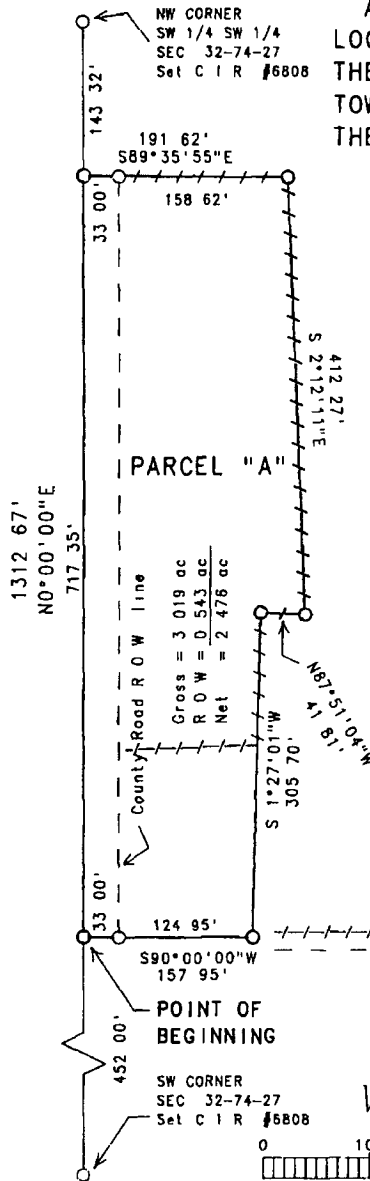 NW CORNER
SW 1/4 SW 1/4
SEC 32-74-27
Set C I R #6808
A
LOC
THE
TOW
THE
143 32'
191 62'
S89°35'55"E
33 00'
158 62'
412 27'
S 2°12'11"E
PARCEL "A"
1312 67'
N0°00'00"E
717 35'
County Road R O W line
Gross = 3 019 ac
R O W = 0 543 ac
Net = 2 476 ac
N87°51'04"W
41 81'
S 1°27'01"W
305 70'
33 00'
124 95'
S90°00'00"W
157 95'
POINT OF
BEGINNING
452 00'
SW CORNER
SEC 32-74-27
Set C I R #6808
0 10